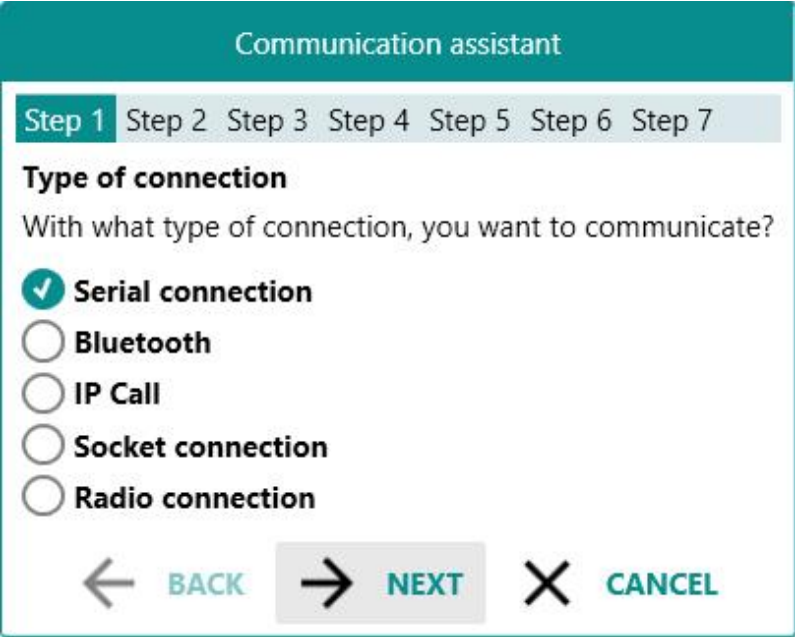 Communication assistant
Step 1 Step 2 Step 3 Step 4 Step 5 Step 6 Step 7
Type of connection
With what type of connection, you want to communicate?
Serial connection
Bluetooth
IP Call
Socket connection
Radio connection
BACK NEXT CANCEL